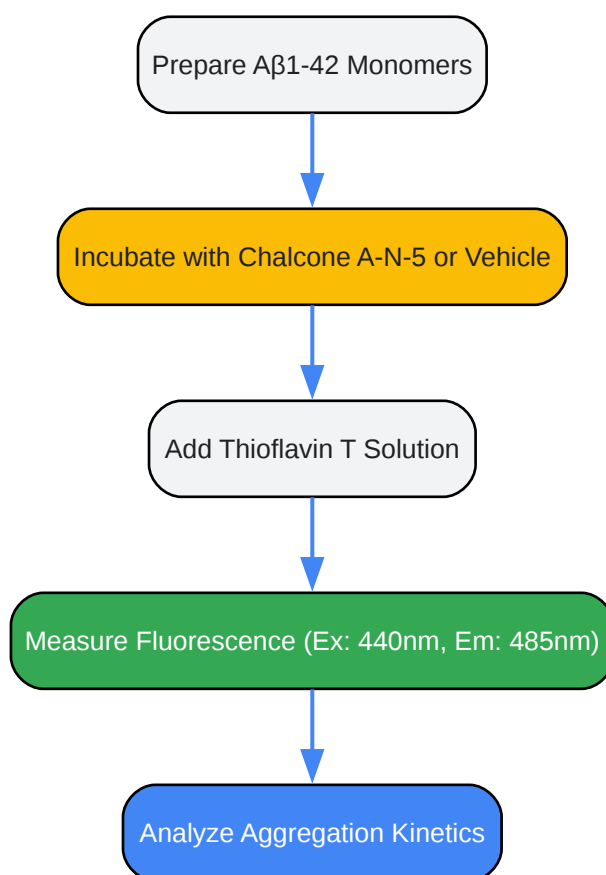 Prepare Aβ1-42 Monomers
Incubate with Chalcone A-N-5 or Vehicle
Add Thioflavin T Solution
Measure Fluorescence (Ex: 440nm, Em: 485nm)
Analyze Aggregation Kinetics